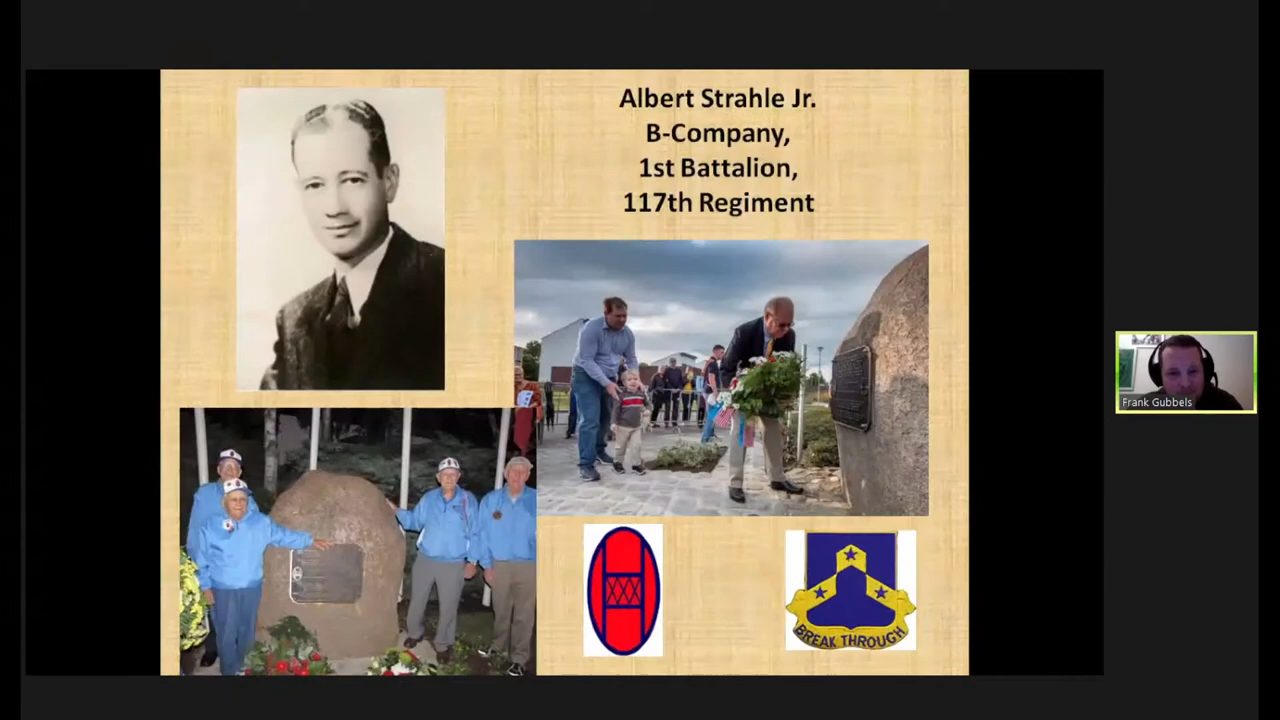 Albert Strahle Jr.
B-Company,
1st Battalion,
117th Regiment
BREAK THROUGH
Frank Gubbels